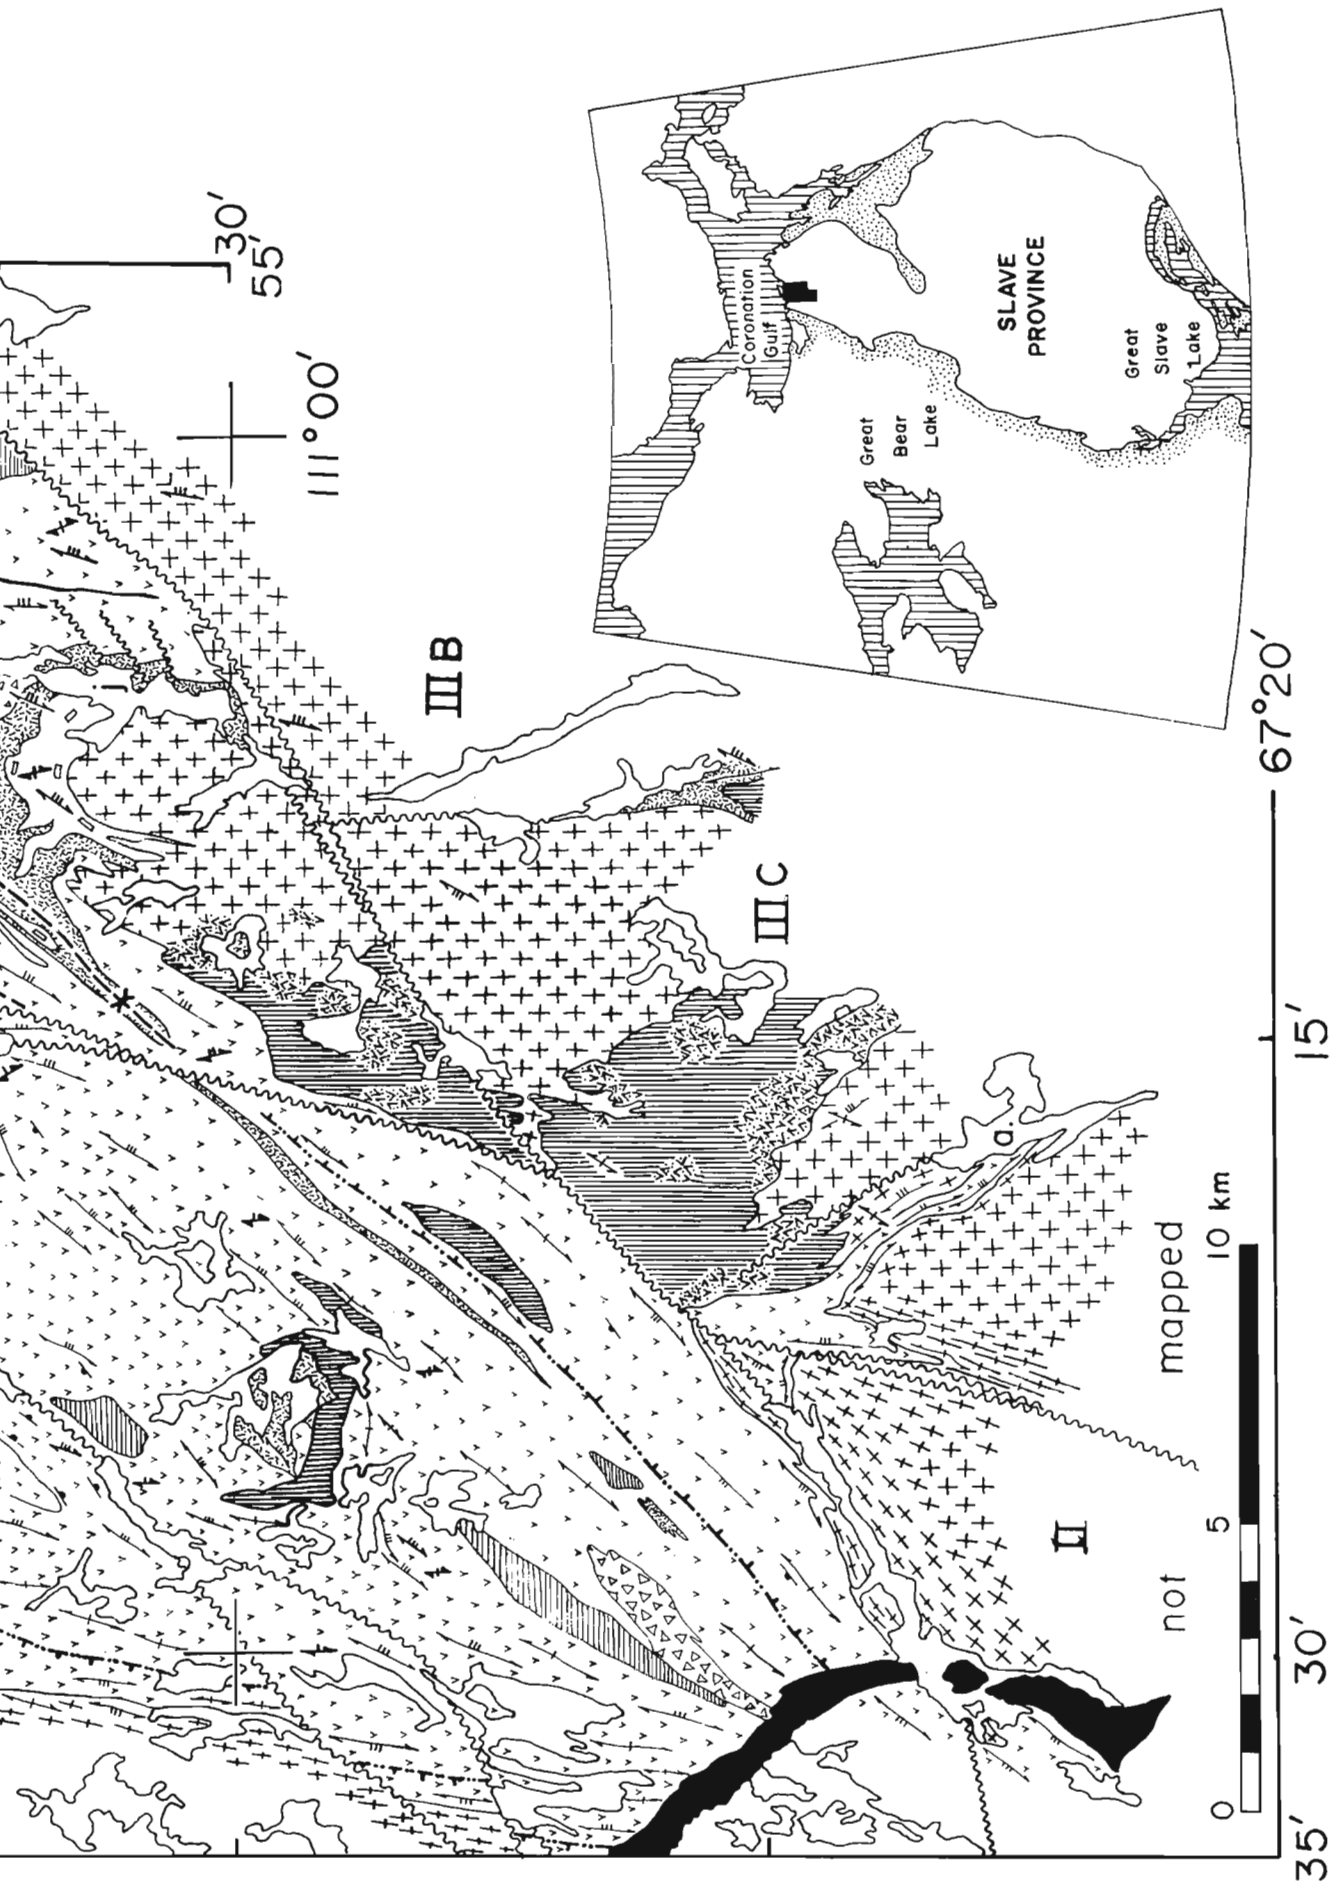 30'
55'
111°00'
III B
III C
II
j
a.
not mapped
0 5 10 km
67°20'
15'
30'
35'
Coronation
Gulf
SLAVE
PROVINCE
Great
Bear
Lake
Great
Slave
Lake